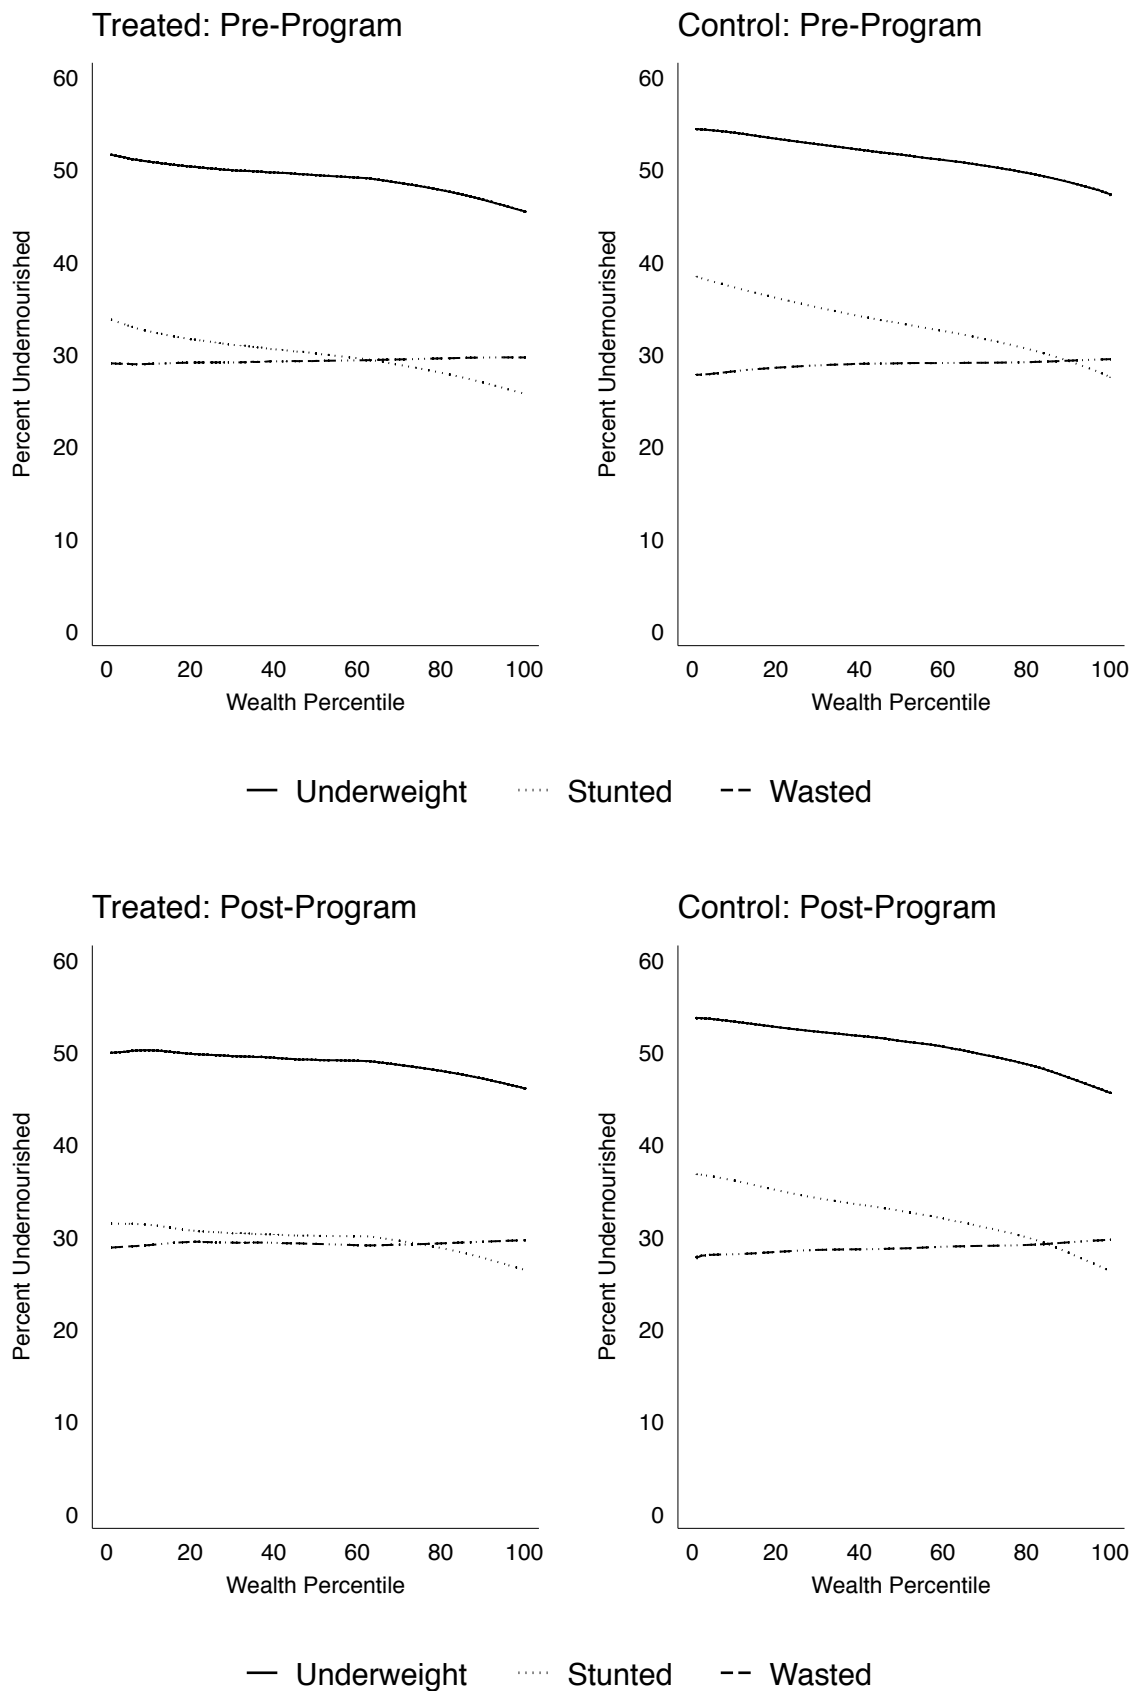 Treated: Pre-Program
Control: Pre-Program
60
50
40
30
20
10
0
Percent Undernourished
0 20 40 60 80 100
Wealth Percentile
60
50
40
30
20
10
0
Percent Undernourished
0 20 40 60 80 100
Wealth Percentile
Underweight Stunted Wasted
Treated: Post-Program
Control: Post-Program
60
50
40
30
20
10
0
Percent Undernourished
0 20 40 60 80 100
Wealth Percentile
60
50
40
30
20
10
0
Percent Undernourished
0 20 40 60 80 100
Wealth Percentile
Underweight Stunted Wasted